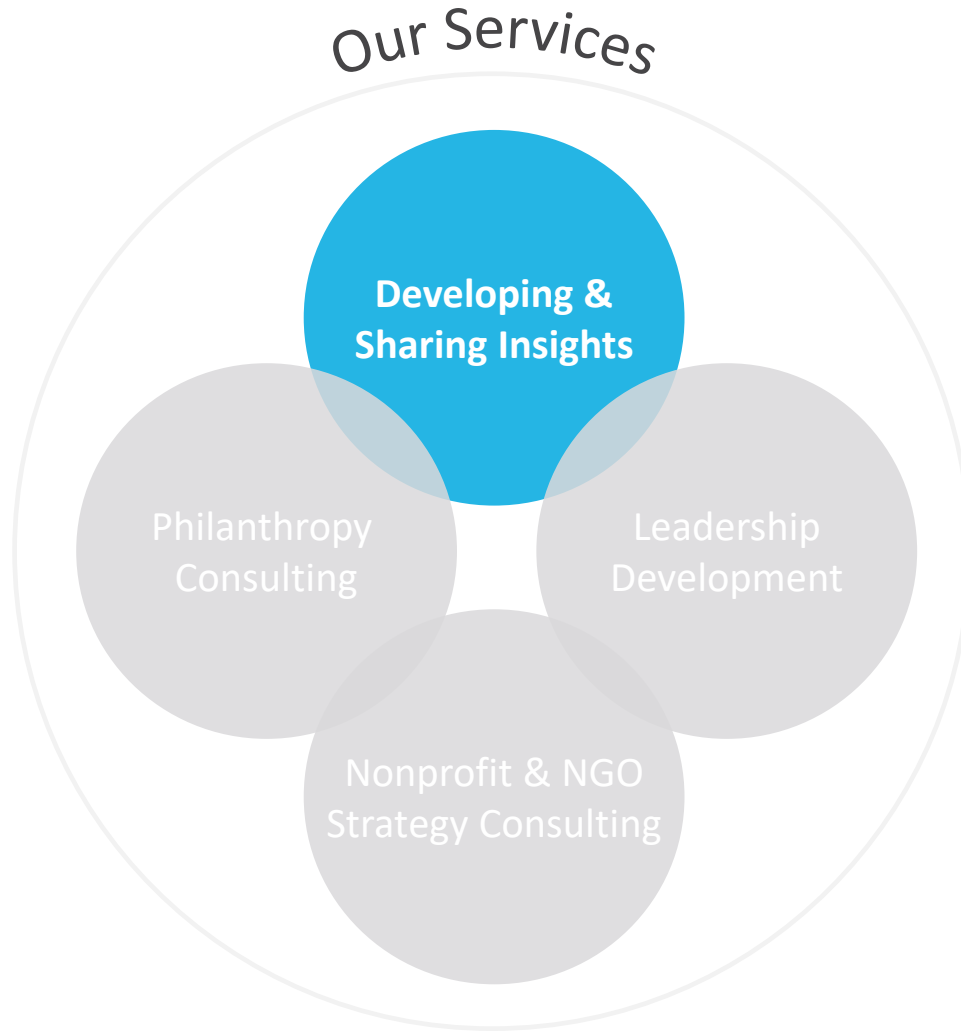 Our Services
Developing &
Sharing Insights
Philanthropy
Consulting
Leadership
Development
Nonprofit & NGO
Strategy Consulting